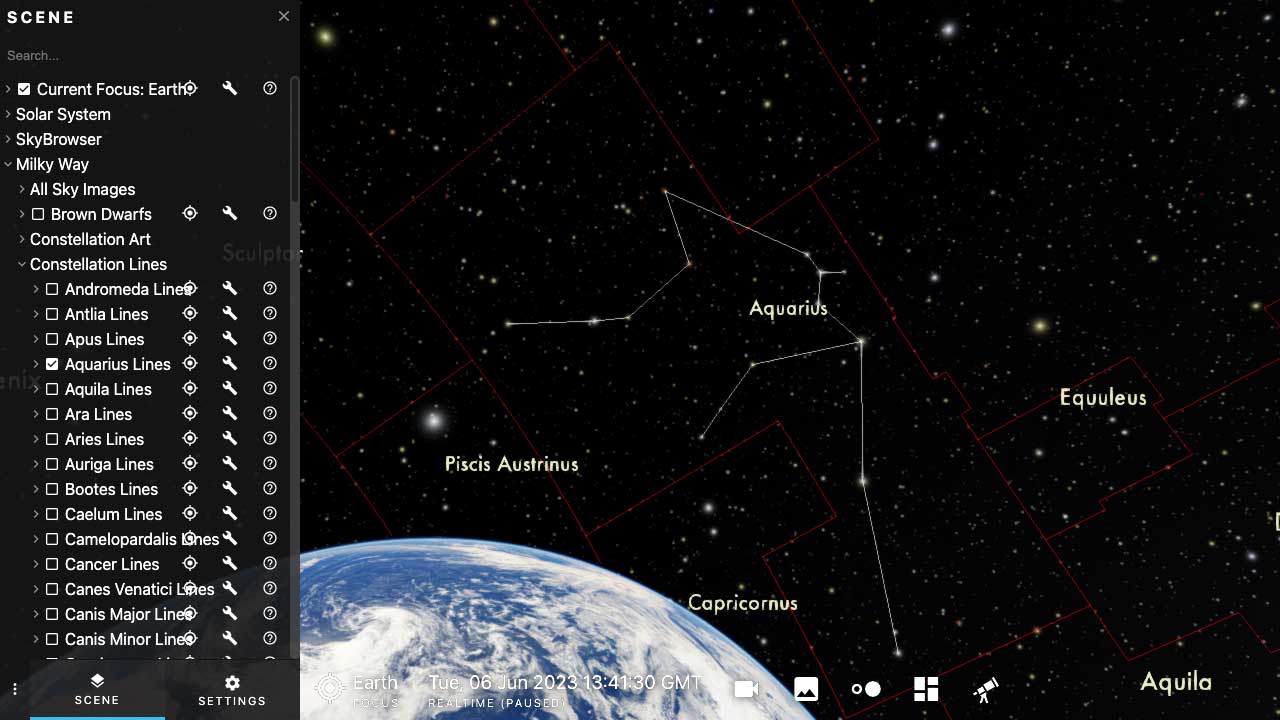 SCENE
Search...
Current Focus: Earth
Solar System
SkyBrowser
Milky Way
All Sky Images
Brown Dwarfs
Constellation Art
Sculptor
Constellation Lines
Andromeda Lines
Antlia Lines
Aquarius
Apus Lines
Aquarius Lines
enix
Aquila Lines
Equuleus
Ara Lines
Aries Lines
Auriga Lines
Piscis Austrinus
Bootes Lines
Caelum Lines
Camelopardalis Lines
Cancer Lines
Canes Venatici Lines
Capricornus
Canis Major Lines
Canis Minor Lines
Earth
FOCUS
Tue, 06 Jun 2023 13:41:30 GMT
REALTIME (PAUSED)
Aquila
SCENE
SETTINGS